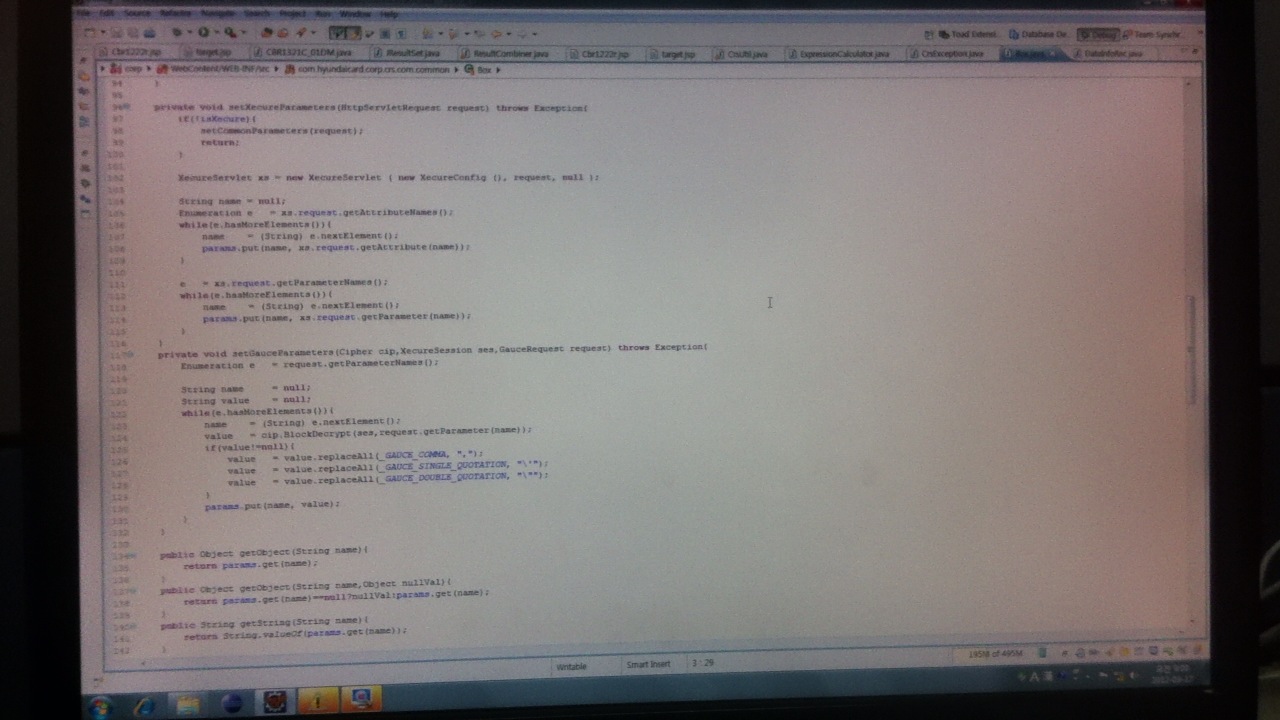 File Edit Source Refactor Navigate Search Project Run Window Help
Toad Extensi.. Database De.. Debug Team Synchr..
Cbr1222r.jsp target.jsp CRR1321C_01DM.java ResultSet.java ResultCombiner.java Cbr1222r.jsp target.jsp CrsUtil.java ExpressionCalculator.java CrsException.java Box.java
corp WebContent/WEB-INF/src com.hyundaicard.corp.crs.com.common Box
94 }
95
96 private void setXecureParameters(HttpServletRequest request) throws Exception{
97 if(!isXecure){
98 setCommonParameters(request);
99 return;
100 }
101
102 XecureServlet xs = new XecureServlet ( new XecureConfig (), request, null );
103
104 String name = null;
105 Enumeration e = xs.request.getAttributeNames();
106 while(e.hasMoreElements()){
107 name = (String) e.nextElement();
108 params.put(name, xs.request.getAttribute(name));
109 }
110
111 e = xs.request.getParameterNames();
112 while(e.hasMoreElements()){
113 name = (String) e.nextElement();
114 params.put(name, xs.request.getParameter(name));
115 }
116 }
117 private void setGauceParameters(Cipher cip,XecureSession ses,GauceRequest request) throws Exception{
118 Enumeration e = request.getParameterNames();
119
120 String name = null;
121 String value = null;
122 while(e.hasMoreElements()){
123 name = (String) e.nextElement();
124 value = cip.BlockDecrypt(ses,request.getParameter(name));
125 if(value!=null){
126 value = value.replaceAll(_GAUCE_COMMA, ",");
127 value = value.replaceAll(_GAUCE_SINGLE_QUOTATION, "\'");
128 value = value.replaceAll(_GAUCE_DOUBLE_QUOTATION, "\"");
129 }
130 params.put(name, value);
131 }
132 }
133
134 public Object getObject(String name){
135 return params.get(name);
136 }
137 public Object getObject(String name,Object nullVal){
138 return params.get(name)==null?nullVal:params.get(name);
139 }
140 public String getString(String name){
141 return String.valueOf(params.get(name));
142 }
Writable Smart Insert 3 : 29 195M of 495M